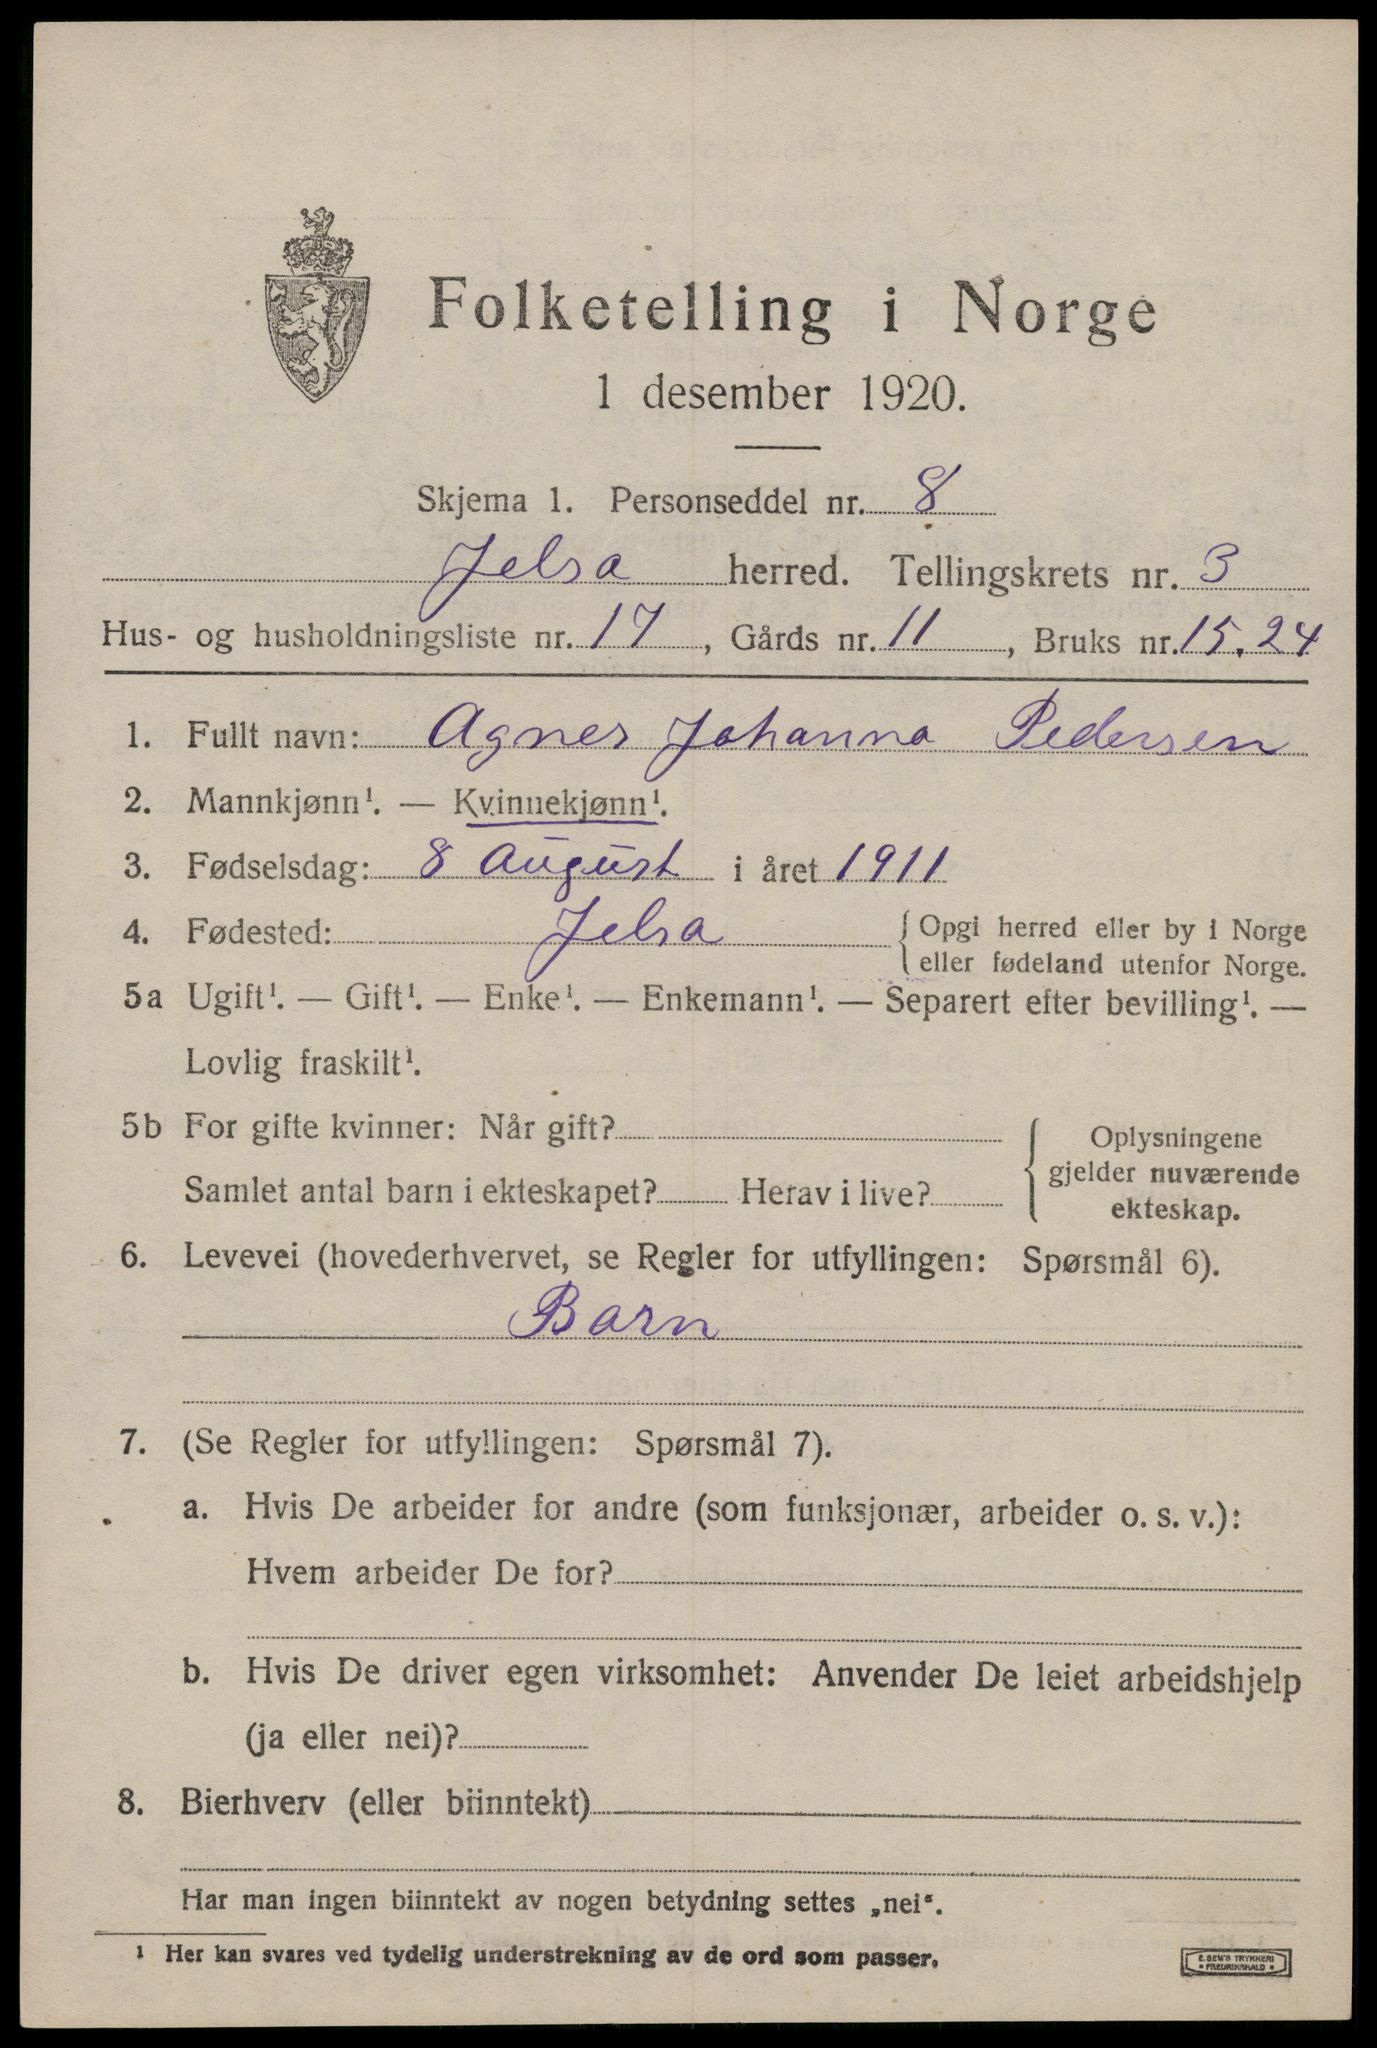 Folketelling i Norge
1 desember 1920.
Skjema 1. Personseddel nr. 8
Jelsa herred. Tellingskrets nr. 3
Hus- og husholdningsliste nr. 17, Gårds nr. 11, Bruks nr. 15.24
1. Fullt navn: Agnes Johanna Pedersen
2. Mannkjønn¹. — Kvinnekjønn¹.
3. Fødselsdag: 8 august i året 1911
4. Fødested: Jelsa {Opgi herred eller by i Norge
eller fødeland utenfor Norge.
5a Ugift¹. — Gift¹. — Enke¹. — Enkemann¹. — Separert efter bevilling¹. —
Lovlig fraskilt¹.
5b For gifte kvinner: Når gift?
Samlet antal barn i ekteskapet? Herav i live?
{Oplysningene
gjelder nuværende
ekteskap.
6. Levevei (hovederhvervet, se Regler for utfyllingen: Spørsmål 6).
Barn
7. (Se Regler for utfyllingen: Spørsmål 7).
a. Hvis De arbeider for andre (som funksjonær, arbeider o. s. v.):
Hvem arbeider De for?
b. Hvis De driver egen virksomhet: Anvender De leiet arbeidshjelp
(ja eller nei)?
8. Bierhverv (eller biinntekt)
Har man ingen biinntekt av nogen betydning settes „nei“.
1 Her kan svares ved tydelig understrekning av de ord som passer.
E. SEM'S TRYKKERI
• FREDRIKSHALD •